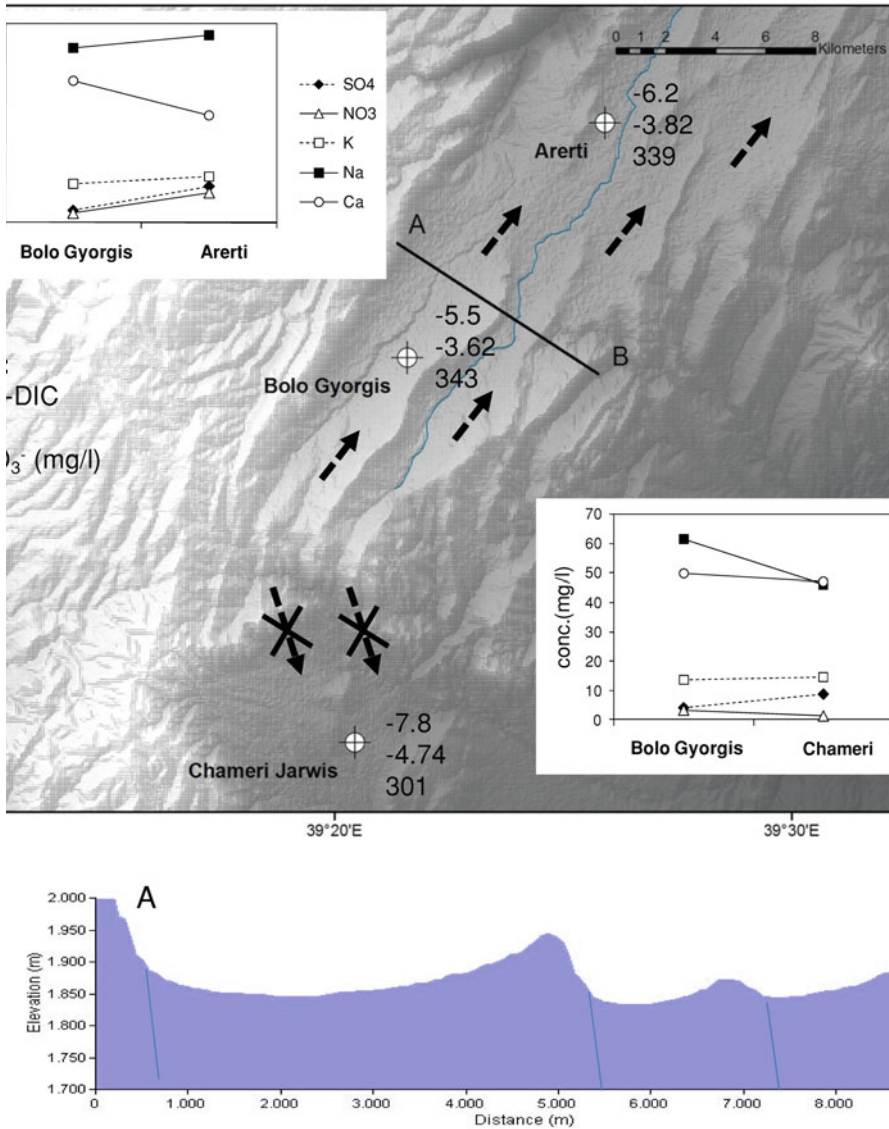 0 2 4 6 8
Kilometers
SO4
NO3
K
Na
Ca
Bolo Gyorgis Arerti
-6.2
-3.82
339
Arerti
A
-5.5
-3.62
343
B
Bolo Gyorgis
-DIC
(mg/l)
70
60
50
40
30
20
10
0
conc.(mg/l)
Bolo Gyorgis Chameri
-7.8
-4.74
301
Chameri Jarwis
39°20' 39°30'
A
2.000
1.950
1.900
1.850
1.800
1.750
1.700
Elevation (m)
0 1.000 2.000 3.000 4.000 5.000 6.000 7.000 8.000
Distance (m)